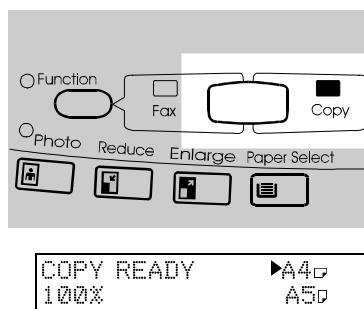 Function
Fax
Copy
Photo
Reduce
Enlarge
Paper Select
COPY READY A4
100% A5